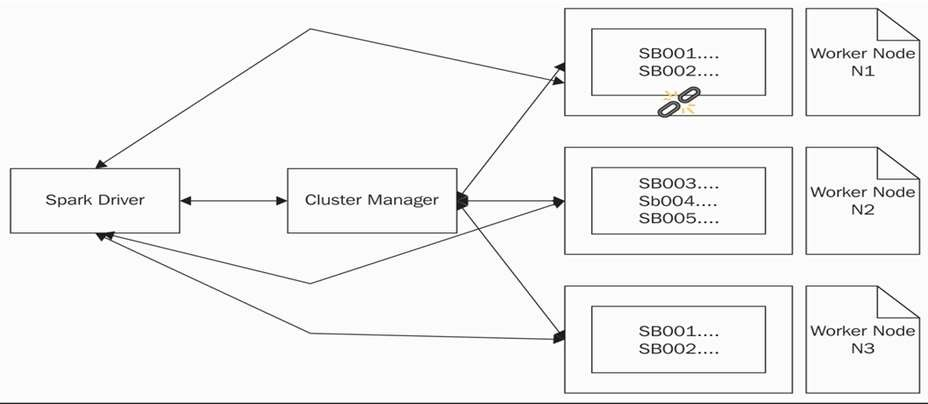 Spark Driver
Cluster Manager
SB001....
SB002....
Worker Node
N1
SB003....
Sb004....
SB005....
Worker Node
N2
SB001....
SB002....
Worker Node
N3